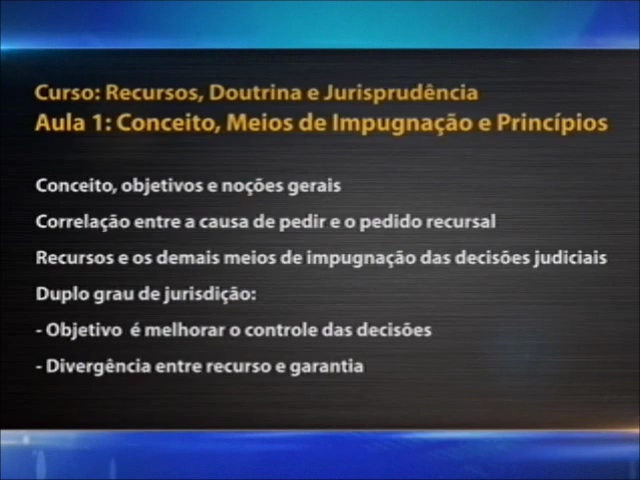 Curso: Recursos, Doutrina e Jurisprudência
Aula 1: Conceito, Meios de Impugnação e Princípios
Conceito, objetivos e noções gerais
Correlação entre a causa de pedir e o pedido recursal
Recursos e os demais meios de impugnação das decisões judiciais
Duplo grau de jurisdição:
- Objetivo é melhorar o controle das decisões
- Divergência entre recurso e garantia